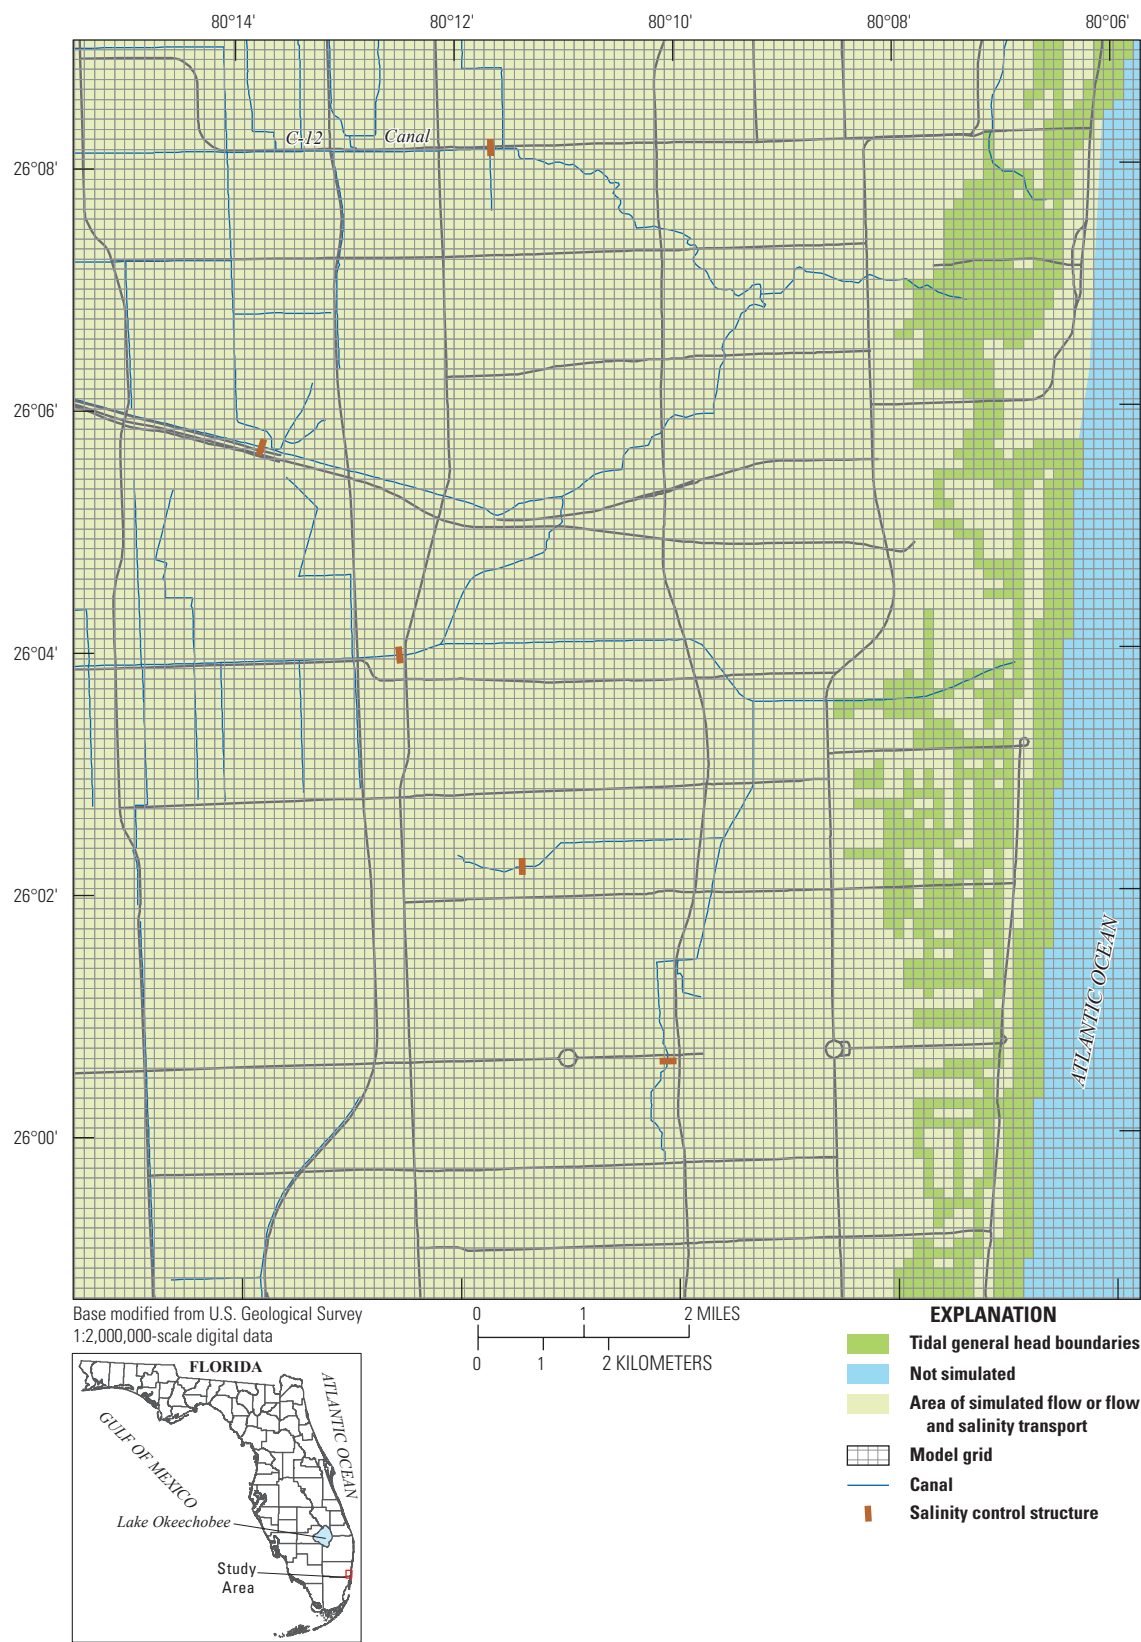 80°14' 80°12' 80°10' 80°08' 80°06'
C-12 Canal
26°08'
26°06'
26°04'
26°02'
ATLANTIC OCEAN
26°00'
Base modified from U.S. Geological Survey
1:2,000,000-scale digital data
0 1 2 MILES
0 1 2 KILOMETERS
EXPLANATION
Tidal general head boundaries
Not simulated
Area of simulated flow or flow
and salinity transport
Model grid
Canal
Salinity control structure
FLORIDA
ATLANTIC OCEAN
GULF OF MEXICO
Lake Okeechobee
Study
Area